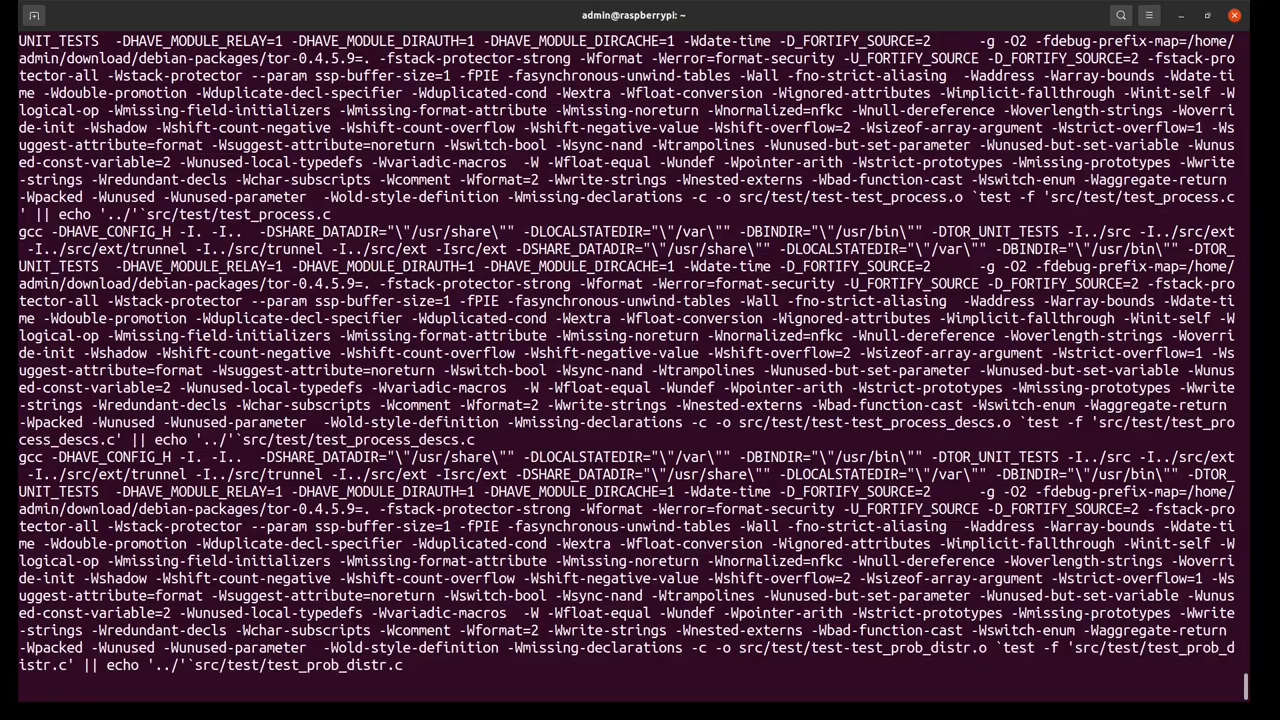 admin@raspberrypi: ~
UNIT_TESTS  -DHAVE_MODULE_RELAY=1 -DHAVE_MODULE_DIRAUTH=1 -DHAVE_MODULE_DIRCACHE=1 -Wdate-time -D_FORTIFY_SOURCE=2      -g -O2 -fdebug-prefix-map=/home/
admin/download/debian-packages/tor-0.4.5.9=. -fstack-protector-strong -Wformat -Werror=format-security -U_FORTIFY_SOURCE -D_FORTIFY_SOURCE=2 -fstack-pro
tector-all -Wstack-protector --param ssp-buffer-size=1 -fPIE -fasynchronous-unwind-tables -Wall -fno-strict-aliasing  -Waddress -Warray-bounds -Wdate-ti
me -Wdouble-promotion -Wduplicate-decl-specifier -Wduplicated-cond -Wextra -Wfloat-conversion -Wignored-attributes -Wimplicit-fallthrough -Winit-self -W
logical-op -Wmissing-field-initializers -Wmissing-format-attribute -Wmissing-noreturn -Wnormalized=nfkc -Wnull-dereference -Woverlength-strings -Woverri
de-init -Wshadow -Wshift-count-negative -Wshift-count-overflow -Wshift-negative-value -Wshift-overflow=2 -Wsizeof-array-argument -Wstrict-overflow=1 -Ws
uggest-attribute=format -Wsuggest-attribute=noreturn -Wswitch-bool -Wsync-nand -Wtrampolines -Wunused-but-set-parameter -Wunused-but-set-variable -Wunus
ed-const-variable=2 -Wunused-local-typedefs -Wvariadic-macros  -W -Wfloat-equal -Wundef -Wpointer-arith -Wstrict-prototypes -Wmissing-prototypes -Wwrite
-strings -Wredundant-decls -Wchar-subscripts -Wcomment -Wformat=2 -Wwrite-strings -Wnested-externs -Wbad-function-cast -Wswitch-enum -Waggregate-return 
-Wpacked -Wunused -Wunused-parameter  -Wold-style-definition -Wmissing-declarations -c -o src/test/test-test_process.o `test -f 'src/test/test_process.c
' || echo '../'`src/test/test_process.c
gcc -DHAVE_CONFIG_H -I. -I..  -DSHARE_DATADIR="\"/usr/share\"" -DLOCALSTATEDIR="\"/var\"" -DBINDIR="\"/usr/bin\"" -DTOR_UNIT_TESTS -I../src -I../src/ext
 -I../src/ext/trunnel -I../src/trunnel -I../src/ext -Isrc/ext -DSHARE_DATADIR="\"/usr/share\"" -DLOCALSTATEDIR="\"/var\"" -DBINDIR="\"/usr/bin\"" -DTOR_
UNIT_TESTS  -DHAVE_MODULE_RELAY=1 -DHAVE_MODULE_DIRAUTH=1 -DHAVE_MODULE_DIRCACHE=1 -Wdate-time -D_FORTIFY_SOURCE=2      -g -O2 -fdebug-prefix-map=/home/
admin/download/debian-packages/tor-0.4.5.9=. -fstack-protector-strong -Wformat -Werror=format-security -U_FORTIFY_SOURCE -D_FORTIFY_SOURCE=2 -fstack-pro
tector-all -Wstack-protector --param ssp-buffer-size=1 -fPIE -fasynchronous-unwind-tables -Wall -fno-strict-aliasing  -Waddress -Warray-bounds -Wdate-ti
me -Wdouble-promotion -Wduplicate-decl-specifier -Wduplicated-cond -Wextra -Wfloat-conversion -Wignored-attributes -Wimplicit-fallthrough -Winit-self -W
logical-op -Wmissing-field-initializers -Wmissing-format-attribute -Wmissing-noreturn -Wnormalized=nfkc -Wnull-dereference -Woverlength-strings -Woverri
de-init -Wshadow -Wshift-count-negative -Wshift-count-overflow -Wshift-negative-value -Wshift-overflow=2 -Wsizeof-array-argument -Wstrict-overflow=1 -Ws
uggest-attribute=format -Wsuggest-attribute=noreturn -Wswitch-bool -Wsync-nand -Wtrampolines -Wunused-but-set-parameter -Wunused-but-set-variable -Wunus
ed-const-variable=2 -Wunused-local-typedefs -Wvariadic-macros  -W -Wfloat-equal -Wundef -Wpointer-arith -Wstrict-prototypes -Wmissing-prototypes -Wwrite
-strings -Wredundant-decls -Wchar-subscripts -Wcomment -Wformat=2 -Wwrite-strings -Wnested-externs -Wbad-function-cast -Wswitch-enum -Waggregate-return 
-Wpacked -Wunused -Wunused-parameter  -Wold-style-definition -Wmissing-declarations -c -o src/test/test-test_process_descs.o `test -f 'src/test/test_pro
cess_descs.c' || echo '../'`src/test/test_process_descs.c
gcc -DHAVE_CONFIG_H -I. -I..  -DSHARE_DATADIR="\"/usr/share\"" -DLOCALSTATEDIR="\"/var\"" -DBINDIR="\"/usr/bin\"" -DTOR_UNIT_TESTS -I../src -I../src/ext
 -I../src/ext/trunnel -I../src/trunnel -I../src/ext -Isrc/ext -DSHARE_DATADIR="\"/usr/share\"" -DLOCALSTATEDIR="\"/var\"" -DBINDIR="\"/usr/bin\"" -DTOR_
UNIT_TESTS  -DHAVE_MODULE_RELAY=1 -DHAVE_MODULE_DIRAUTH=1 -DHAVE_MODULE_DIRCACHE=1 -Wdate-time -D_FORTIFY_SOURCE=2      -g -O2 -fdebug-prefix-map=/home/
admin/download/debian-packages/tor-0.4.5.9=. -fstack-protector-strong -Wformat -Werror=format-security -U_FORTIFY_SOURCE -D_FORTIFY_SOURCE=2 -fstack-pro
tector-all -Wstack-protector --param ssp-buffer-size=1 -fPIE -fasynchronous-unwind-tables -Wall -fno-strict-aliasing  -Waddress -Warray-bounds -Wdate-ti
me -Wdouble-promotion -Wduplicate-decl-specifier -Wduplicated-cond -Wextra -Wfloat-conversion -Wignored-attributes -Wimplicit-fallthrough -Winit-self -W
logical-op -Wmissing-field-initializers -Wmissing-format-attribute -Wmissing-noreturn -Wnormalized=nfkc -Wnull-dereference -Woverlength-strings -Woverri
de-init -Wshadow -Wshift-count-negative -Wshift-count-overflow -Wshift-negative-value -Wshift-overflow=2 -Wsizeof-array-argument -Wstrict-overflow=1 -Ws
uggest-attribute=format -Wsuggest-attribute=noreturn -Wswitch-bool -Wsync-nand -Wtrampolines -Wunused-but-set-parameter -Wunused-but-set-variable -Wunus
ed-const-variable=2 -Wunused-local-typedefs -Wvariadic-macros  -W -Wfloat-equal -Wundef -Wpointer-arith -Wstrict-prototypes -Wmissing-prototypes -Wwrite
-strings -Wredundant-decls -Wchar-subscripts -Wcomment -Wformat=2 -Wwrite-strings -Wnested-externs -Wbad-function-cast -Wswitch-enum -Waggregate-return 
-Wpacked -Wunused -Wunused-parameter  -Wold-style-definition -Wmissing-declarations -c -o src/test/test-test_prob_distr.o `test -f 'src/test/test_prob_d
istr.c' || echo '../'`src/test/test_prob_distr.c